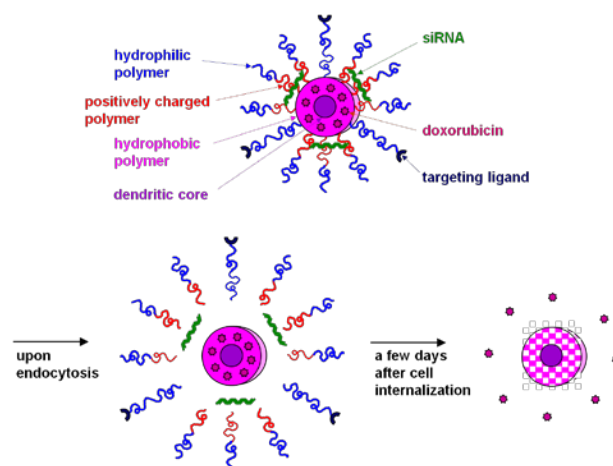 hydrophilic
polymer
siRNA
positively charged
polymer
hydrophobic
polymer
doxorubicin
dendritic core
targeting ligand
upon
endocytosis
a few days
after cell
internalization